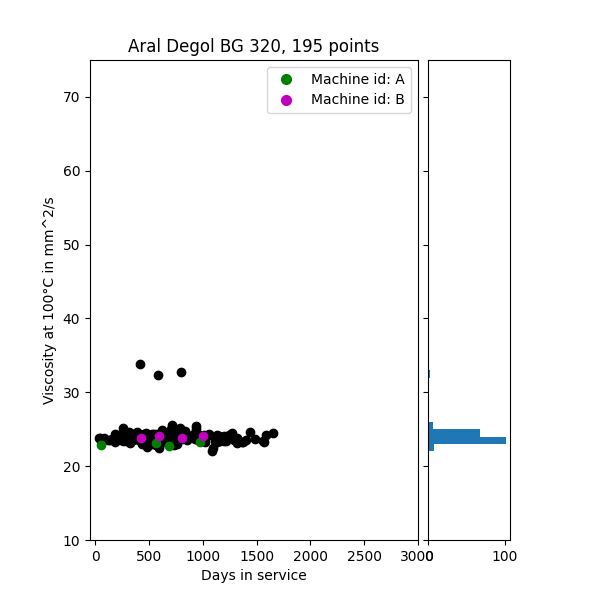 Aral Degol BG 320, 195 points
Machine id: A
Machine id: B
Viscosity at 100°C in mm^2/s
70
60
50
40
30
20
10
0 500 1000 1500 2000 2500 3000
0 100
Days in service